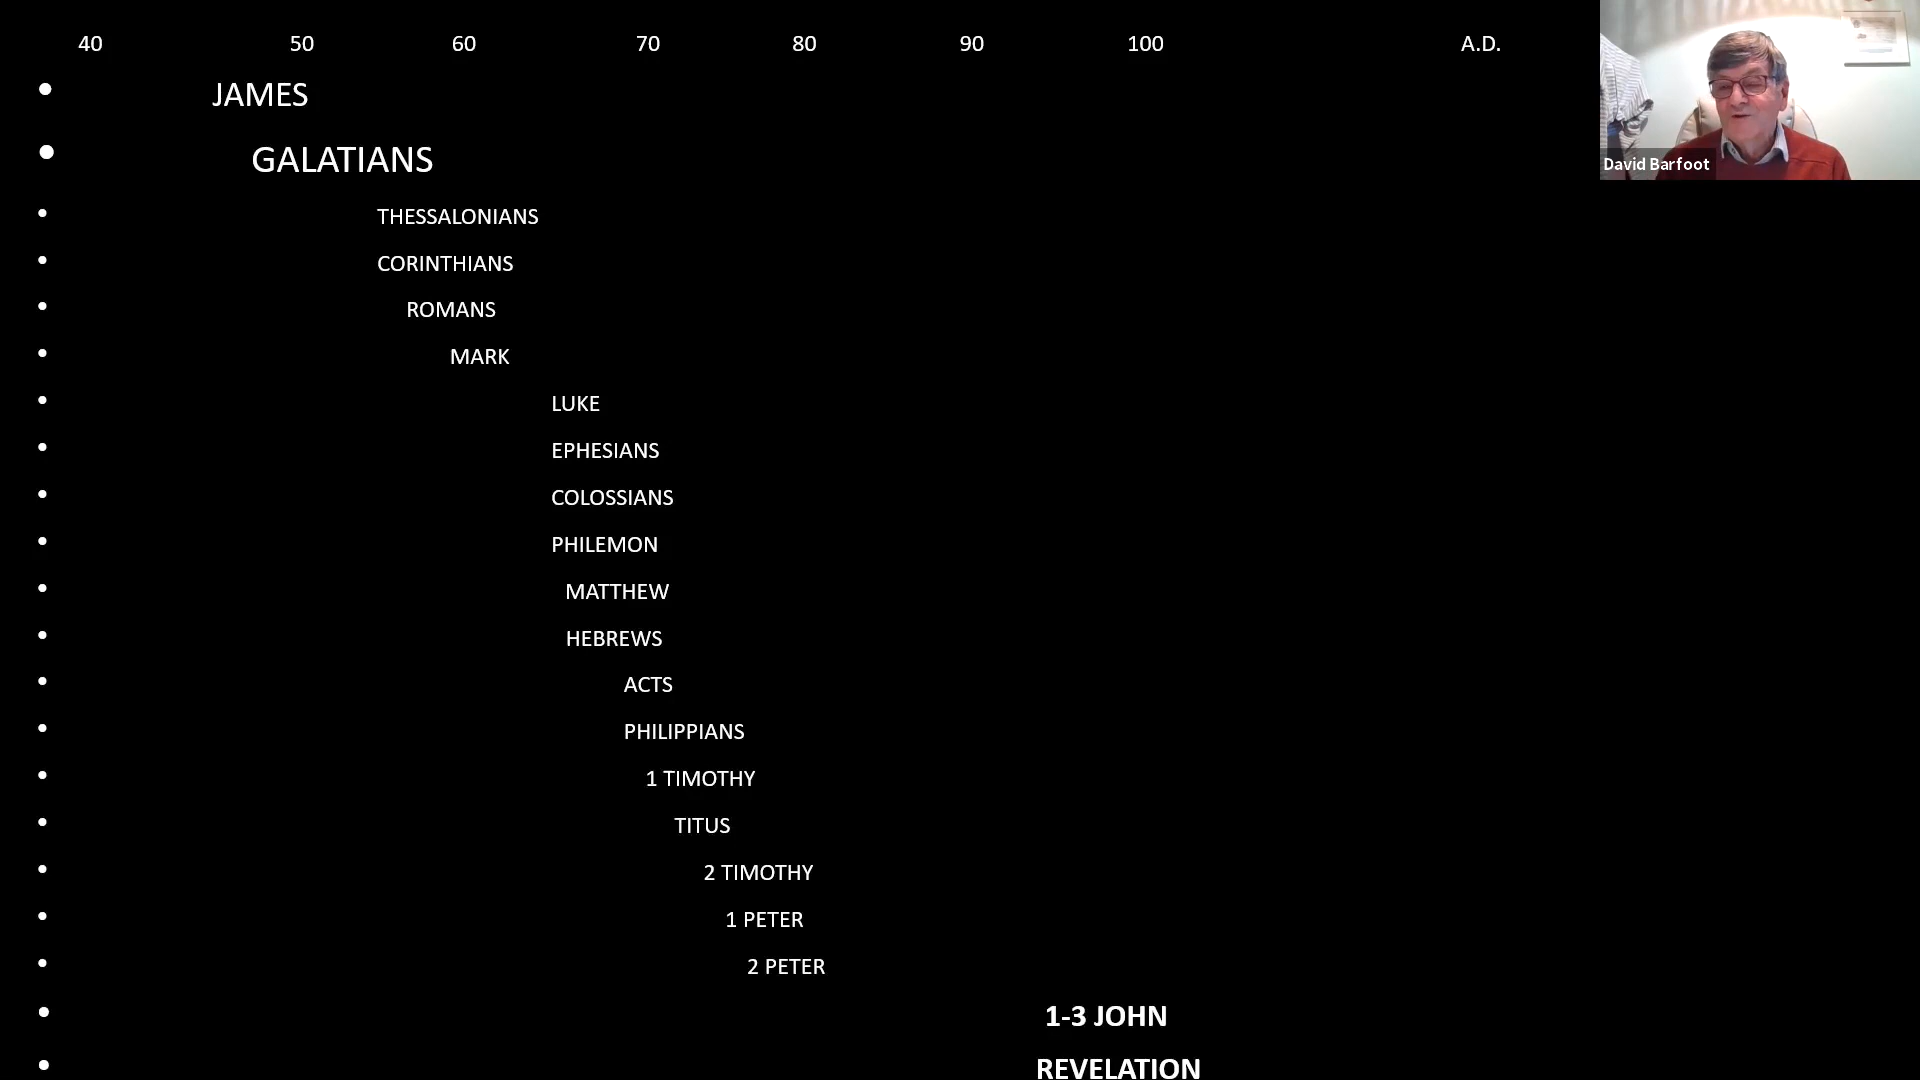 40 50 60 70 80 90 100 A.D.
• JAMES
• GALATIANS
• THESSALONIANS
• CORINTHIANS
• ROMANS
• MARK
• LUKE
• EPHESIANS
• COLOSSIANS
• PHILEMON
• MATTHEW
• HEBREWS
• ACTS
• PHILIPPIANS
• 1 TIMOTHY
• TITUS
• 2 TIMOTHY
• 1 PETER
• 2 PETER
• 1-3 JOHN
• REVELATION
David Barfoot